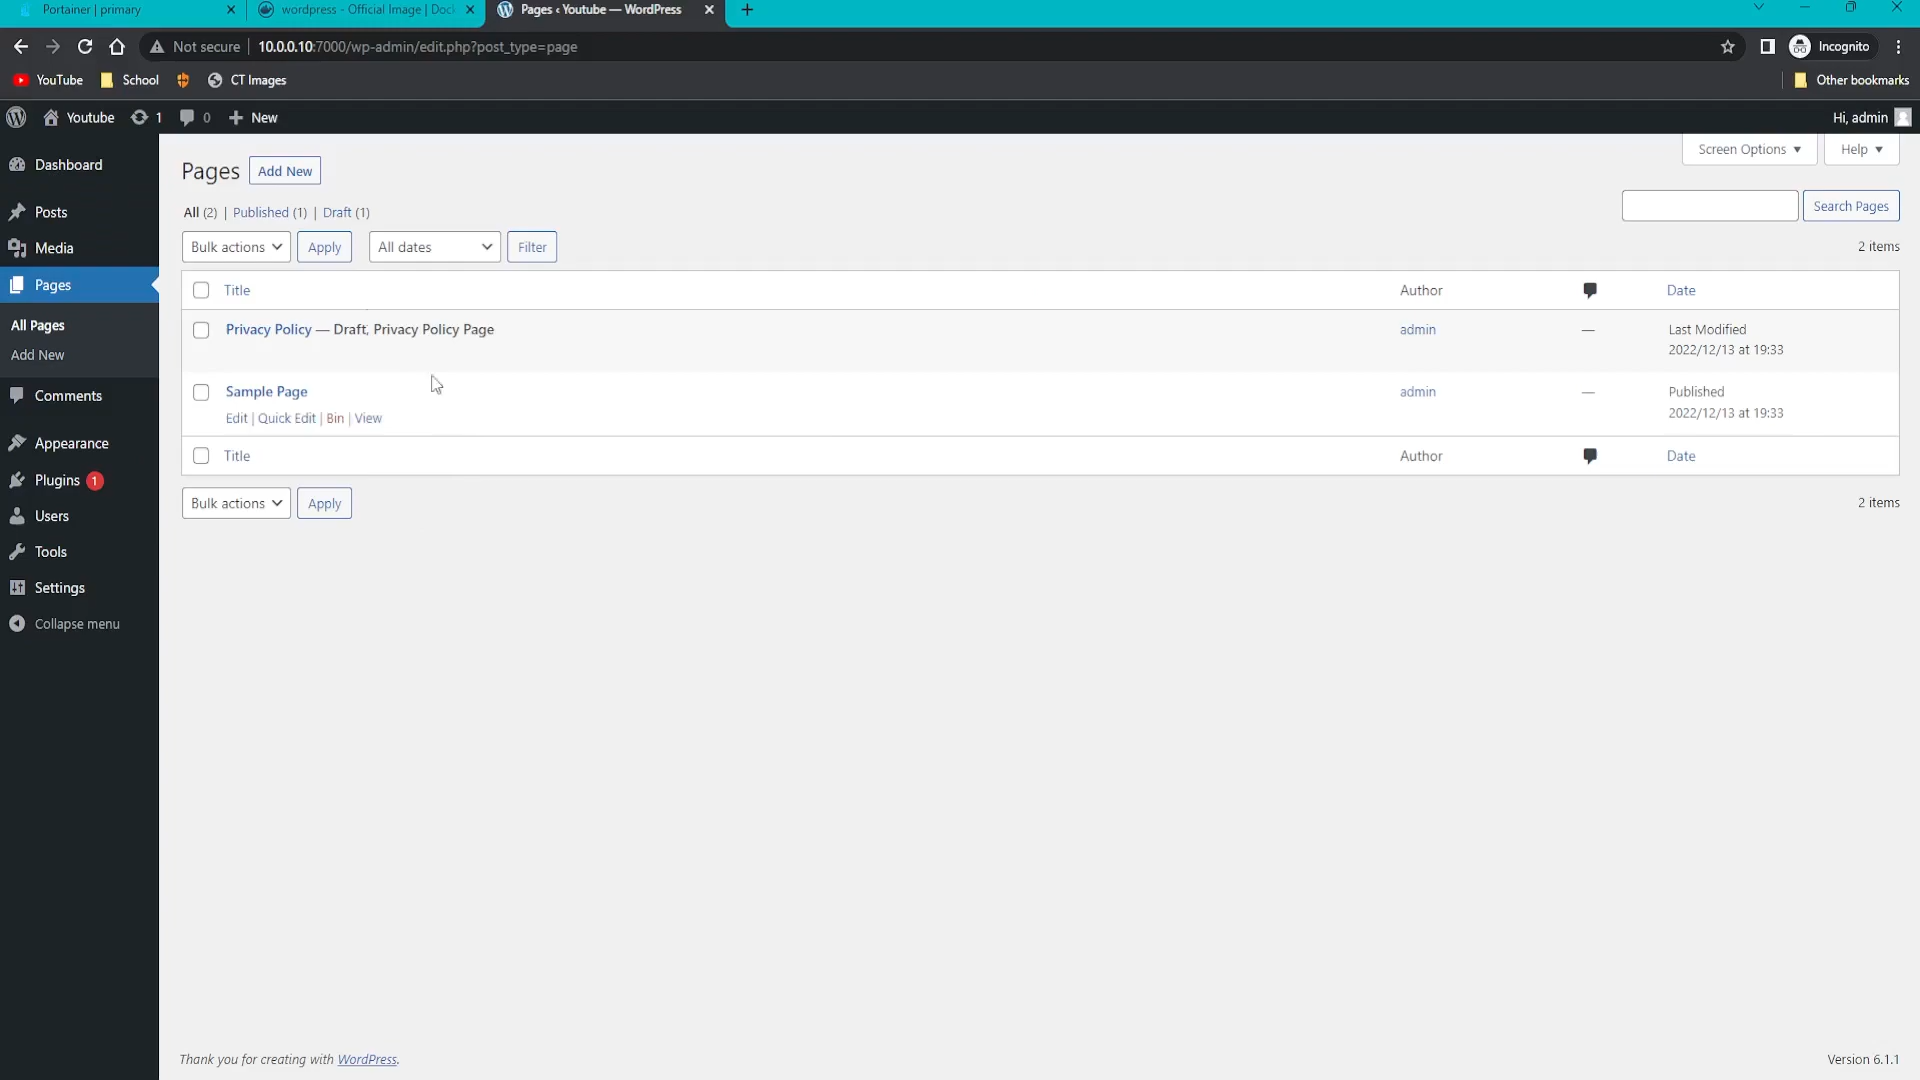 Portainer | primary
wordpress - Official Image | Dock
Pages ‹ Youtube — WordPress
Not secure
10.0.0.10:7000/wp-admin/edit.php?post_type=page
Incognito
YouTube
School
CT Images
Other bookmarks
Youtube
1
0
New
Hi, admin
Dashboard
Posts
Media
Pages
All Pages
Add New
Comments
Appearance
Plugins 1
Users
Tools
Settings
Collapse menu
Screen Options
Help
Pages
Add New
All (2) | Published (1) | Draft (1)
Search Pages
Bulk actions
Apply
All dates
Filter
2 items
Title
Author
Date
Privacy Policy — Draft, Privacy Policy Page
admin
—
Last Modified
2022/12/13 at 19:33
Sample Page
Edit | Quick Edit | Bin | View
admin
—
Published
2022/12/13 at 19:33
Title
Author
Date
Bulk actions
Apply
2 items
Thank you for creating with WordPress.
Version 6.1.1